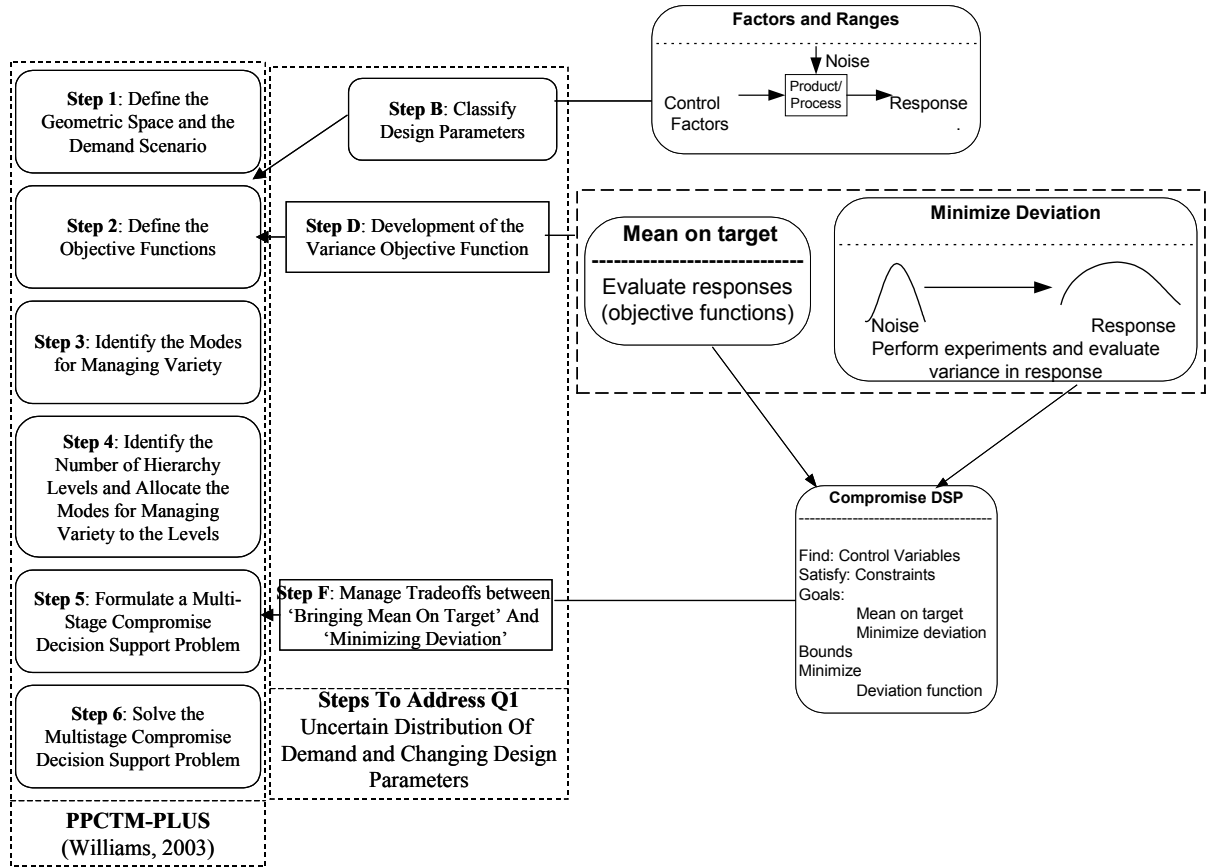 Step 1: Define the
Geometric Space and the
Demand Scenario
Step 2: Define the
Objective Functions
Step 3: Identify the Modes
for Managing Variety
Step 4: Identify the
Number of Hierarchy
Levels and Allocate the
Modes for Managing
Variety to the Levels
Step 5: Formulate a Multi-
Stage Compromise
Decision Support Problem
Step 6: Solve the
Multistage Compromise
Decision Support Problem
PPCTM-PLUS
(Williams, 2003)
Step B: Classify
Design Parameters
Step D: Development of the
Variance Objective Function
Step F: Manage Tradeoffs between
‘Bringing Mean On Target’ And
‘Minimizing Deviation’
Steps To Address Q1
Uncertain Distribution Of
Demand and Changing Design
Parameters
Factors and Ranges
Noise
Control
Factors
Product/
Process
Response
.
Mean on target
Evaluate responses
(objective functions)
Minimize Deviation
Noise
Response
Perform experiments and evaluate
variance in response
Compromise DSP
Find: Control Variables
Satisfy: Constraints
Goals:
Mean on target
Minimize deviation
Bounds
Minimize
Deviation function